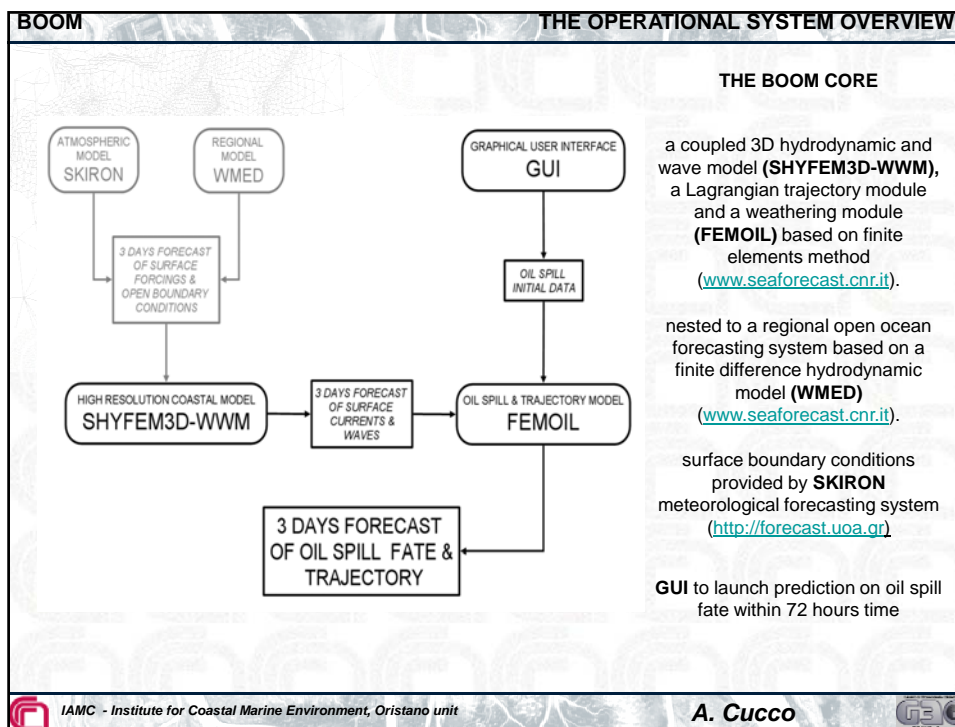 BOOM
THE OPERATIONAL SYSTEM OVERVIEW
ATMOSPHERIC
MODEL
SKIRON
REGIONAL
MODEL
WMED
3 DAYS FORECAST
OF SURFACE
FORCINGS &
OPEN BOUNDARY
CONDITIONS
HIGH RESOLUTION COASTAL MODEL
SHYFEM3D-WWM
3 DAYS FORECAST
OF SURFACE
CURRENTS &
WAVES
GRAPHICAL USER INTERFACE
GUI
OIL SPILL
INITIAL DATA
OIL SPILL & TRAJECTORY MODEL
FEMOIL
3 DAYS FORECAST
OF OIL SPILL FATE &
TRAJECTORY
THE BOOM CORE
a coupled 3D hydrodynamic and
wave model (SHYFEM3D-WWM),
a Lagrangian trajectory module
and a weathering module
(FEMOIL) based on finite
elements method
(www.seaforecast.cnr.it).
nested to a regional open ocean
forecasting system based on a
finite difference hydrodynamic
model (WMED)
(www.seaforecast.cnr.it).
surface boundary conditions
provided by SKIRON
meteorological forecasting system
(http://forecast.uoa.gr)
GUI to launch prediction on oil spill
fate within 72 hours time
IAMC - Institute for Coastal Marine Environment, Oristano unit
A. Cucco